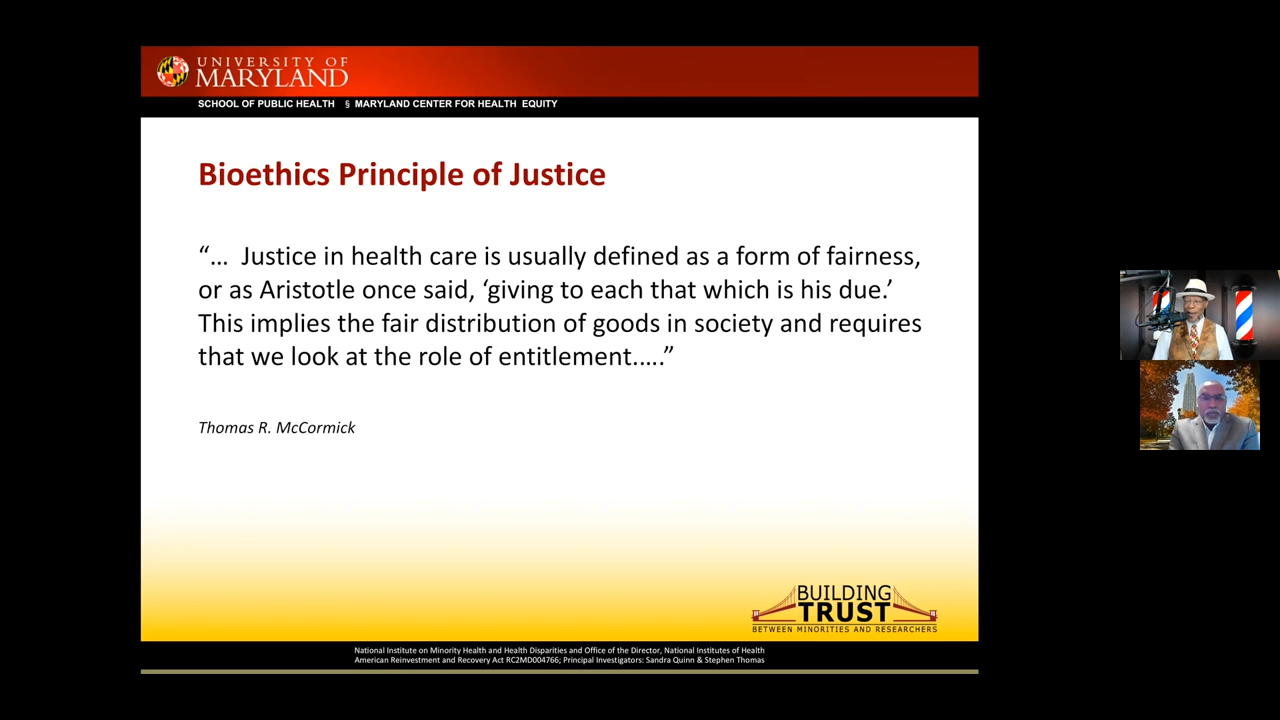 UNIVERSITY OF
MARYLAND
SCHOOL OF PUBLIC HEALTH § MARYLAND CENTER FOR HEALTH EQUITY
Bioethics Principle of Justice
“… Justice in health care is usually defined as a form of fairness,
or as Aristotle once said, ‘giving to each that which is his due.’
This implies the fair distribution of goods in society and requires
that we look at the role of entitlement.….”
Thomas R. McCormick
BUILDING
TRUST
BETWEEN MINORITIES AND RESEARCHERS
National Institute on Minority Health and Health Disparities and Office of the Director, National Institutes of Health
American Reinvestment and Recovery Act RC2MD004766; Principal Investigators: Sandra Quinn & Stephen Thomas